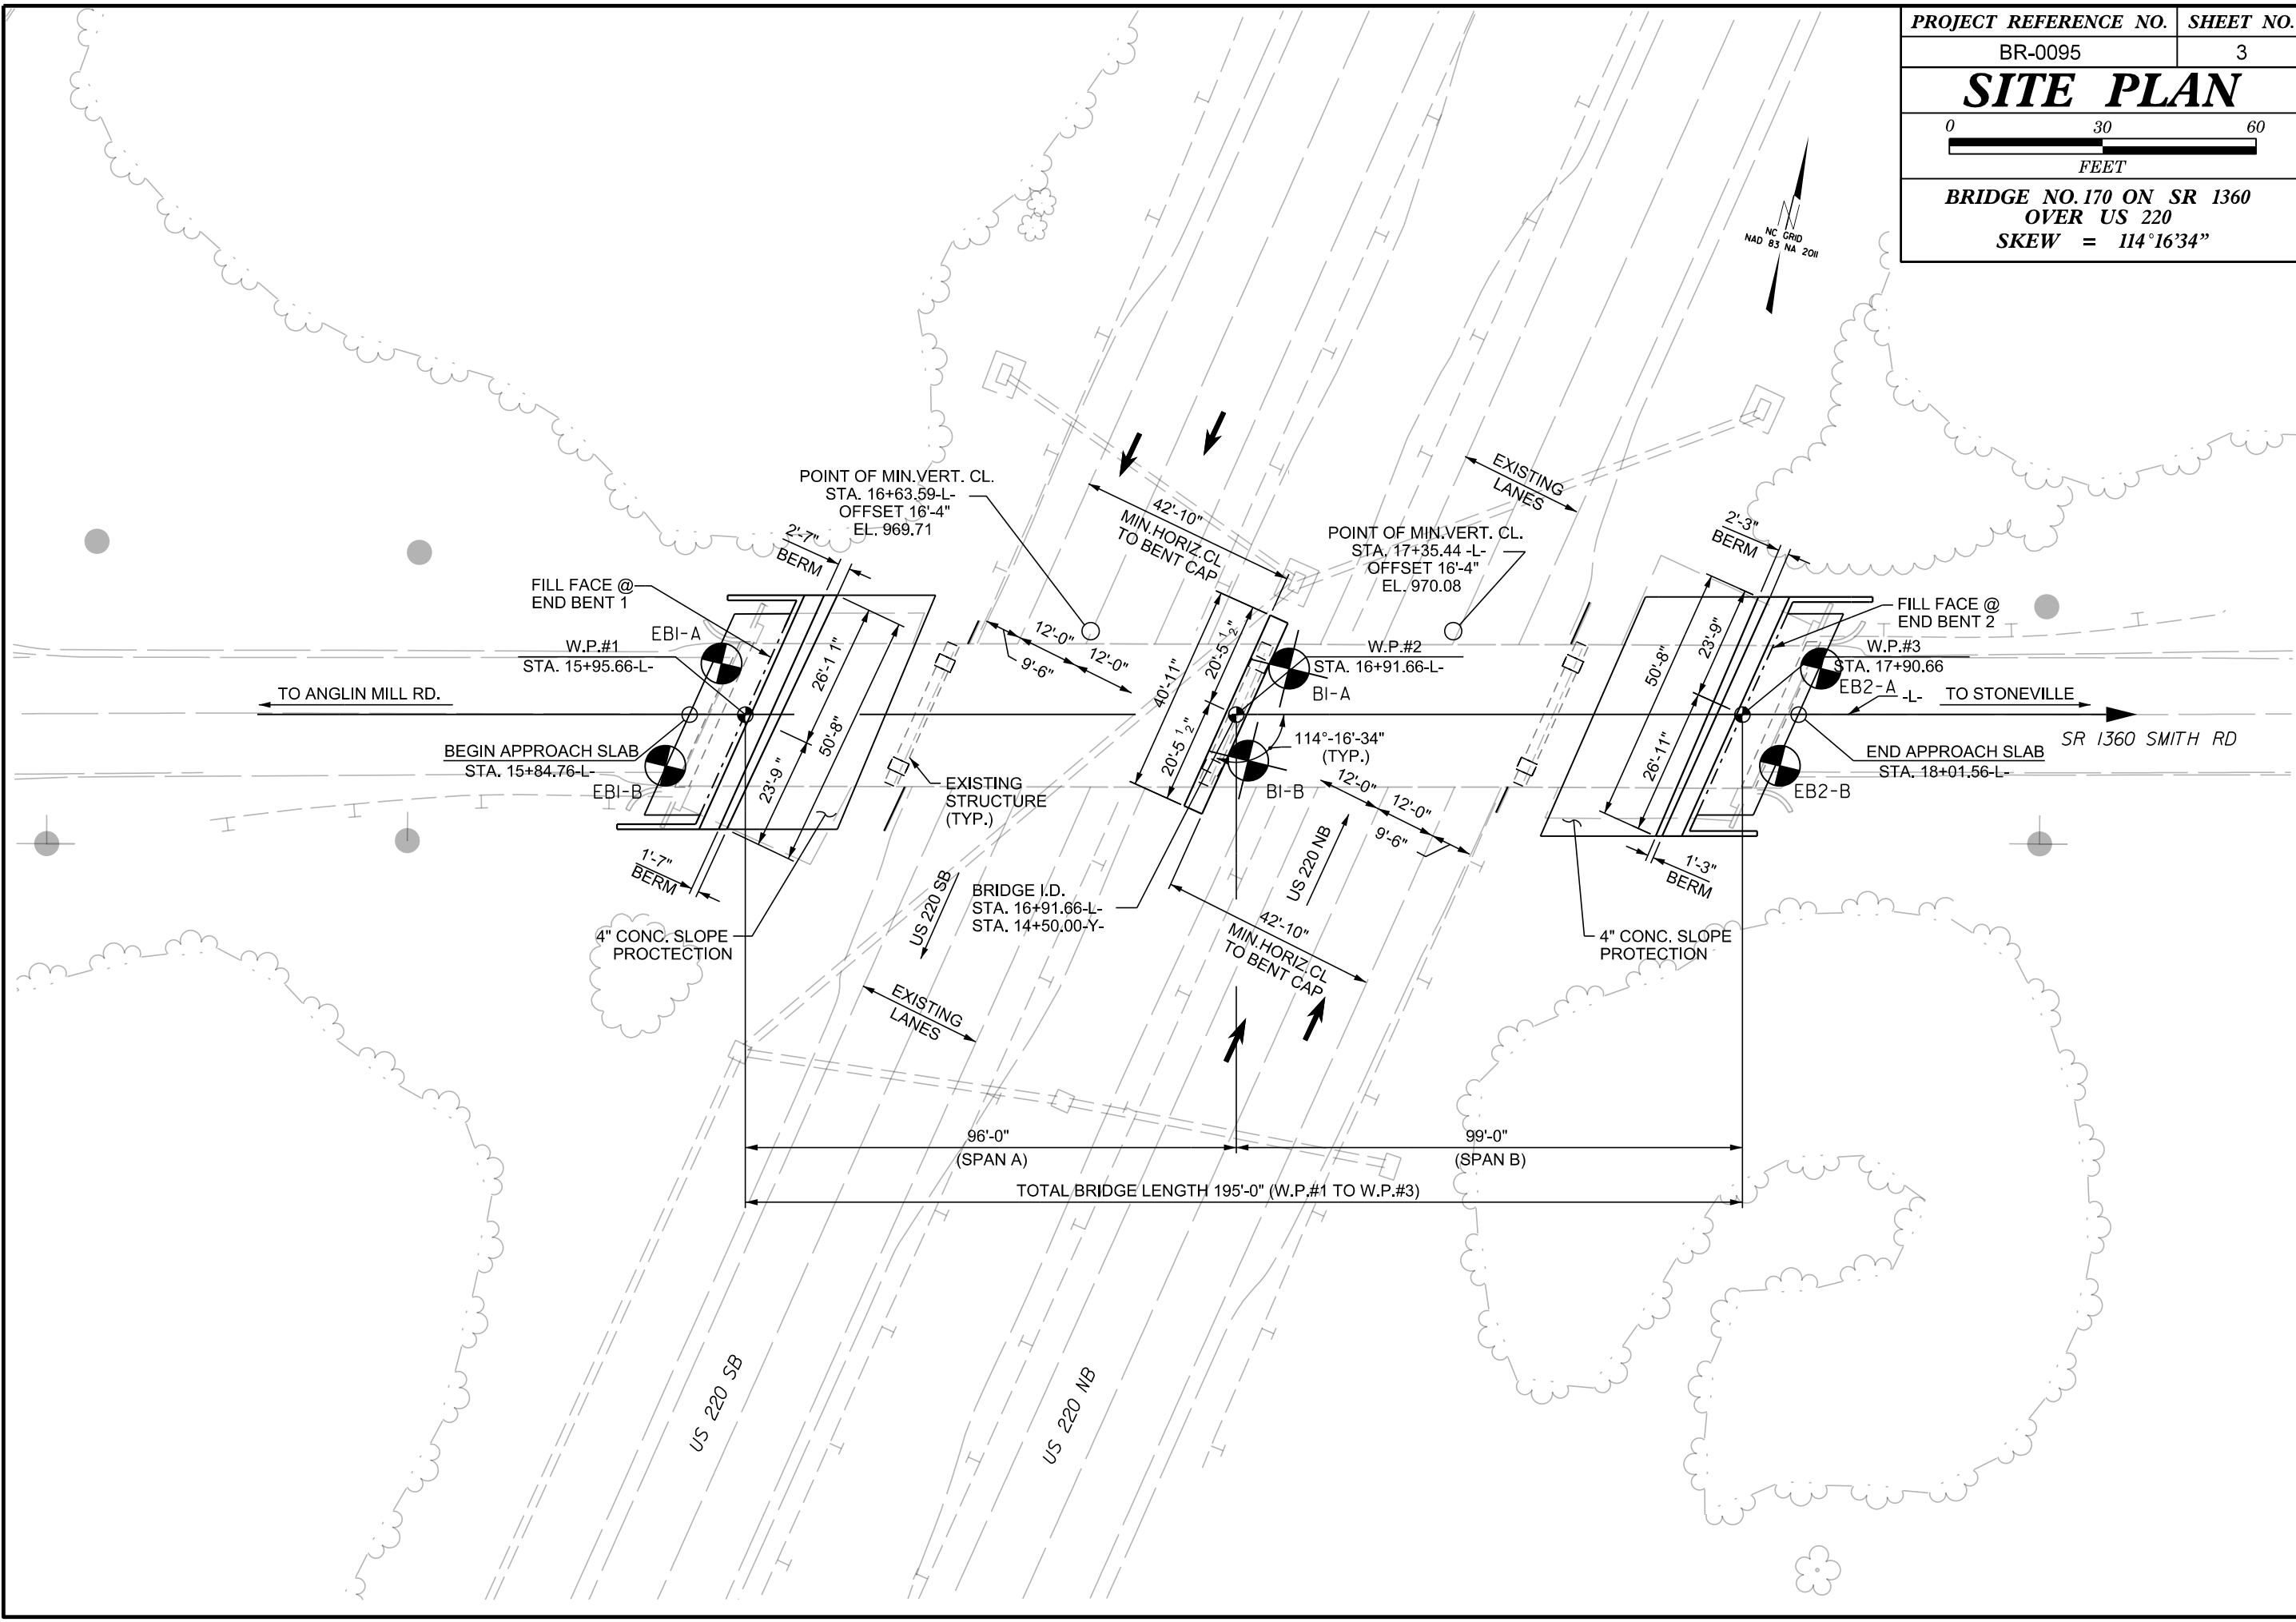 PROJECT REFERENCE NO. SHEET NO.
BR-0095 3
SITE PLAN
0 30 60
FEET
BRIDGE NO. 170 ON SR 1360
OVER US 220
SKEW = 114°16'34"
N
NC GRID
NAD 83 NA 2011
POINT OF MIN.VERT. CL.
STA. 16+63.59-L-
OFFSET 16'-4"
EL. 969.71
42'-10"
MIN.HORIZ.CL
TO BENT CAP
EXISTING
LANES
POINT OF MIN.VERT. CL.
STA. 17+35.44 -L-
OFFSET 16'-4"
EL. 970.08
2'-7"
BERM
2'-3"
BERM
FILL FACE @
END BENT 1
EB1-A
W.P.#1
STA. 15+95.66-L-
TO ANGLIN MILL RD.
BEGIN APPROACH SLAB
STA. 15+84.76-L-
EB1-B
26'-1 1"
50'-8"
23'-9 "
1'-7"
BERM
4" CONC. SLOPE
PROCTECTION
12'-0"
12'-0"
9'-6"
EXISTING
STRUCTURE
(TYP.)
40'-11"
20'-5 1/2"
20'-5 1/2"
W.P.#2
STA. 16+91.66-L-
B1-A
114°-16'-34"
(TYP.)
B1-B
12'-0"
12'-0"
9'-6"
US 220 SB
BRIDGE I.D.
STA. 16+91.66-L-
STA. 14+50.00-Y-
US 220 NB
42'-10"
MIN.HORIZ.CL
TO BENT CAP
EXISTING
LANES
50'-8"
23'-9"
26'-11"
FILL FACE @
END BENT 2
W.P.#3
STA. 17+90.66
EB2-A
-L-
TO STONEVILLE
SR 1360 SMITH RD
END APPROACH SLAB
STA. 18+01.56-L-
EB2-B
1'-3"
BERM
4" CONC. SLOPE
PROTECTION
96'-0"
(SPAN A)
99'-0"
(SPAN B)
TOTAL BRIDGE LENGTH 195'-0" (W.P.#1 TO W.P.#3)
US 220 SB
US 220 NB